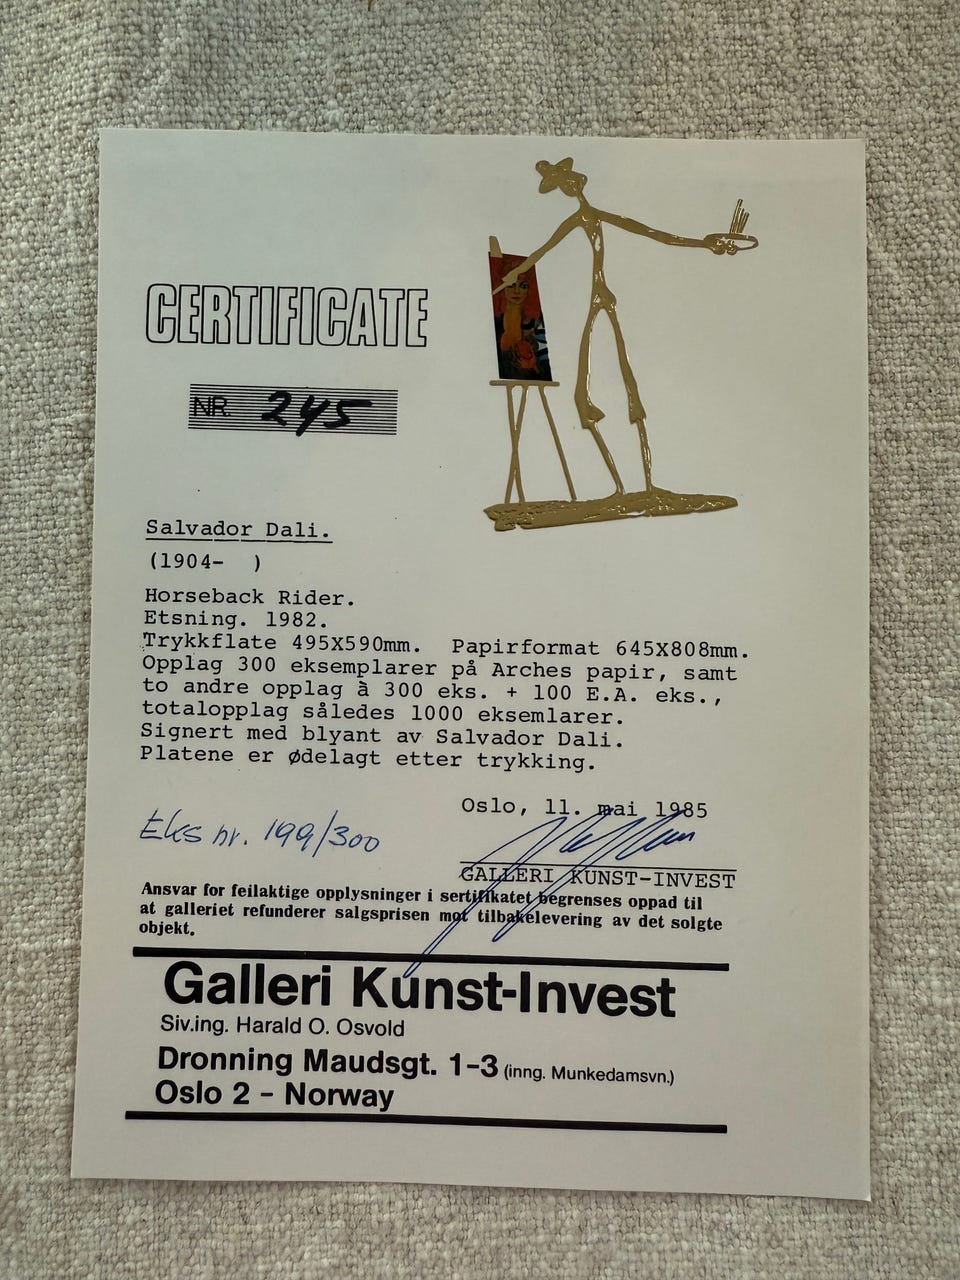 CERTIFICATE
NR. 245
Salvador Dali.
(1904-   )
Horseback Rider.
Etsning. 1982.
Trykkflate 495X590mm.  Papirformat 645X808mm.
Opplag 300 eksemplarer på Arches papir, samt
to andre opplag à 300 eks. + 100 E.A. eks.,
totalopplag således 1000 eksemlarer.
Signert med blyant av Salvador Dali.
Platene er ødelagt etter trykking.
Oslo, 11. mai 1985
Eks nr. 199/300
GALLERI KUNST-INVEST
Ansvar for feilaktige opplysninger i sertifikatet begrenses oppad til
at galleriet refunderer salgsprisen mot tilbakelevering av det solgte
objekt.
Galleri Kunst-Invest
Siv.ing. Harald O. Osvold
Dronning Maudsgt. 1-3 (inng. Munkedamsvn.)
Oslo 2 - Norway